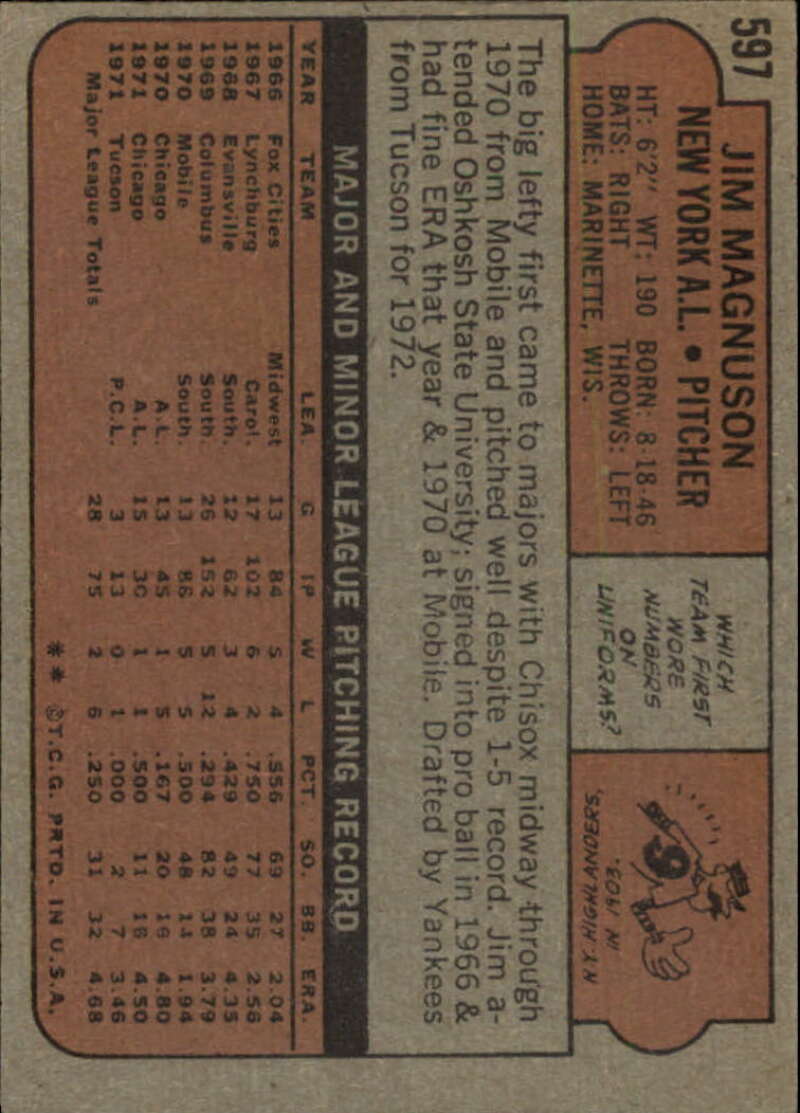 597
JIM MAGNUSON
NEW YORK A.L. • PITCHER
HT: 6'2" WT: 190 BORN: 8-18-46
BATS: RIGHT THROWS: LEFT
HOME: MARINETTE, WIS.
WHICH
TEAM FIRST
WORE
NUMBERS
ON
UNIFORMS?
9
N.Y. HIGHLANDERS,
IN 1903.
The big lefty first came to majors with Chisox midway through
1970 from Mobile and pitched well despite 1-5 record. Jim a-
tended Oshkosh State University; signed into pro ball in 1966 &
had fine ERA that year & 1970 at Mobile. Drafted by Yankees
from Tucson for 1972.
MAJOR AND MINOR LEAGUE PITCHING RECORD
YEAR TEAM LEA. G IP W L PCT. SO. BB. ERA.
1966 Fox Cities Midwest 13 84 5 4 .556 69 27 2.04
1967 Lynchburg Carol. 17 102 6 2 .750 77 35 2.56
1968 Evansville South. 12 62 3 4 .429 49 24 4.35
1969 Columbus South. 26 152 5 12 .294 82 38 3.79
1970 Mobile South. 13 86 5 5 .500 48 14 1.94
1970 Chicago A.L. 13 45 1 5 .167 20 16 4.80
1971 Chicago A.L. 15 30 1 1 .500 11 16 4.50
1971 Tucson P.C.L. 3 13 0 1 .000 2 7 3.46
Major League Totals 28 75 2 6 .250 31 32 4.68
** ©T.C.G. PRTD. IN U.S.A.